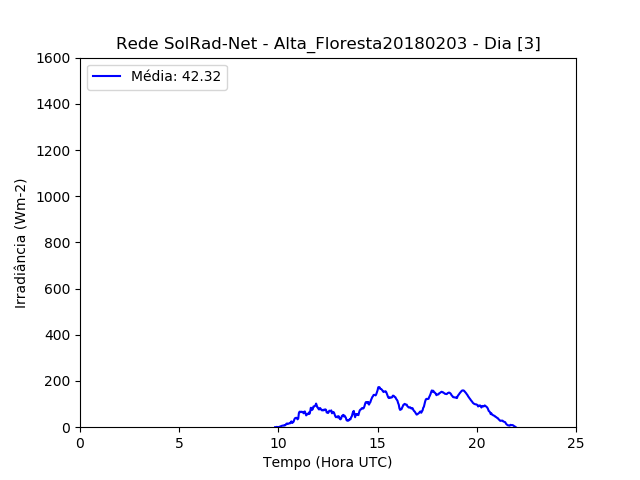 Rede SolRad-Net - Alta_Floresta20180203 - Dia [3]
Média: 42.32
1600
1400
1200
1000
800
600
400
200
0
Irradiância (Wm-2)
0 5 10 15 20 25
Tempo (Hora UTC)